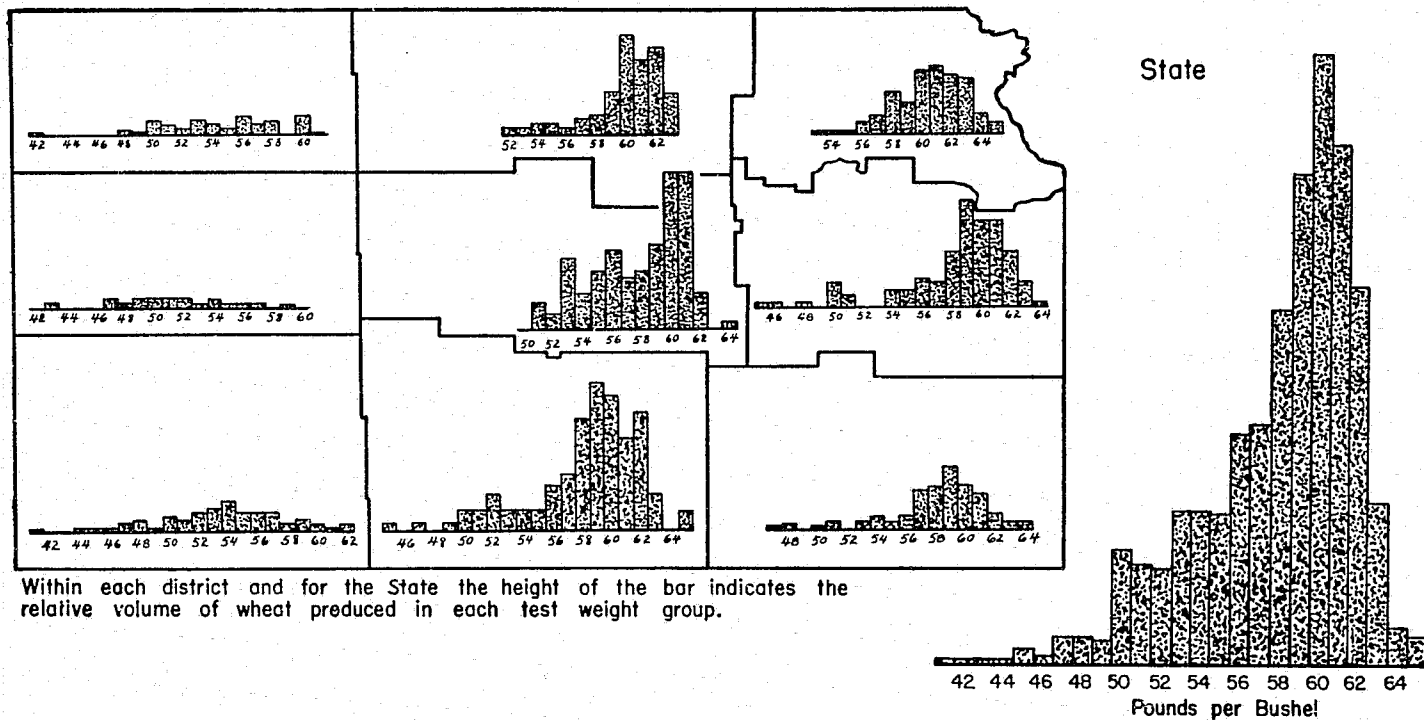 State
42 44 46 48 50 52 54 56 58 60
52 54 56 58 60 62
54 56 58 60 62 64
42 44 46 48 50 52 54 56 58 60
50 52 54 56 58 60 62 64
46 48 50 52 54 56 58 60 62 64
42 44 46 48 50 52 54 56 58 60 62
46 48 50 52 54 56 58 60 62 64
48 50 52 54 56 58 60 62 64
Within each district and for the State the height of the bar indicates the
relative volume of wheat produced in each test weight group.
42 44 46 48 50 52 54 56 58 60 62 64
Pounds per Bushel